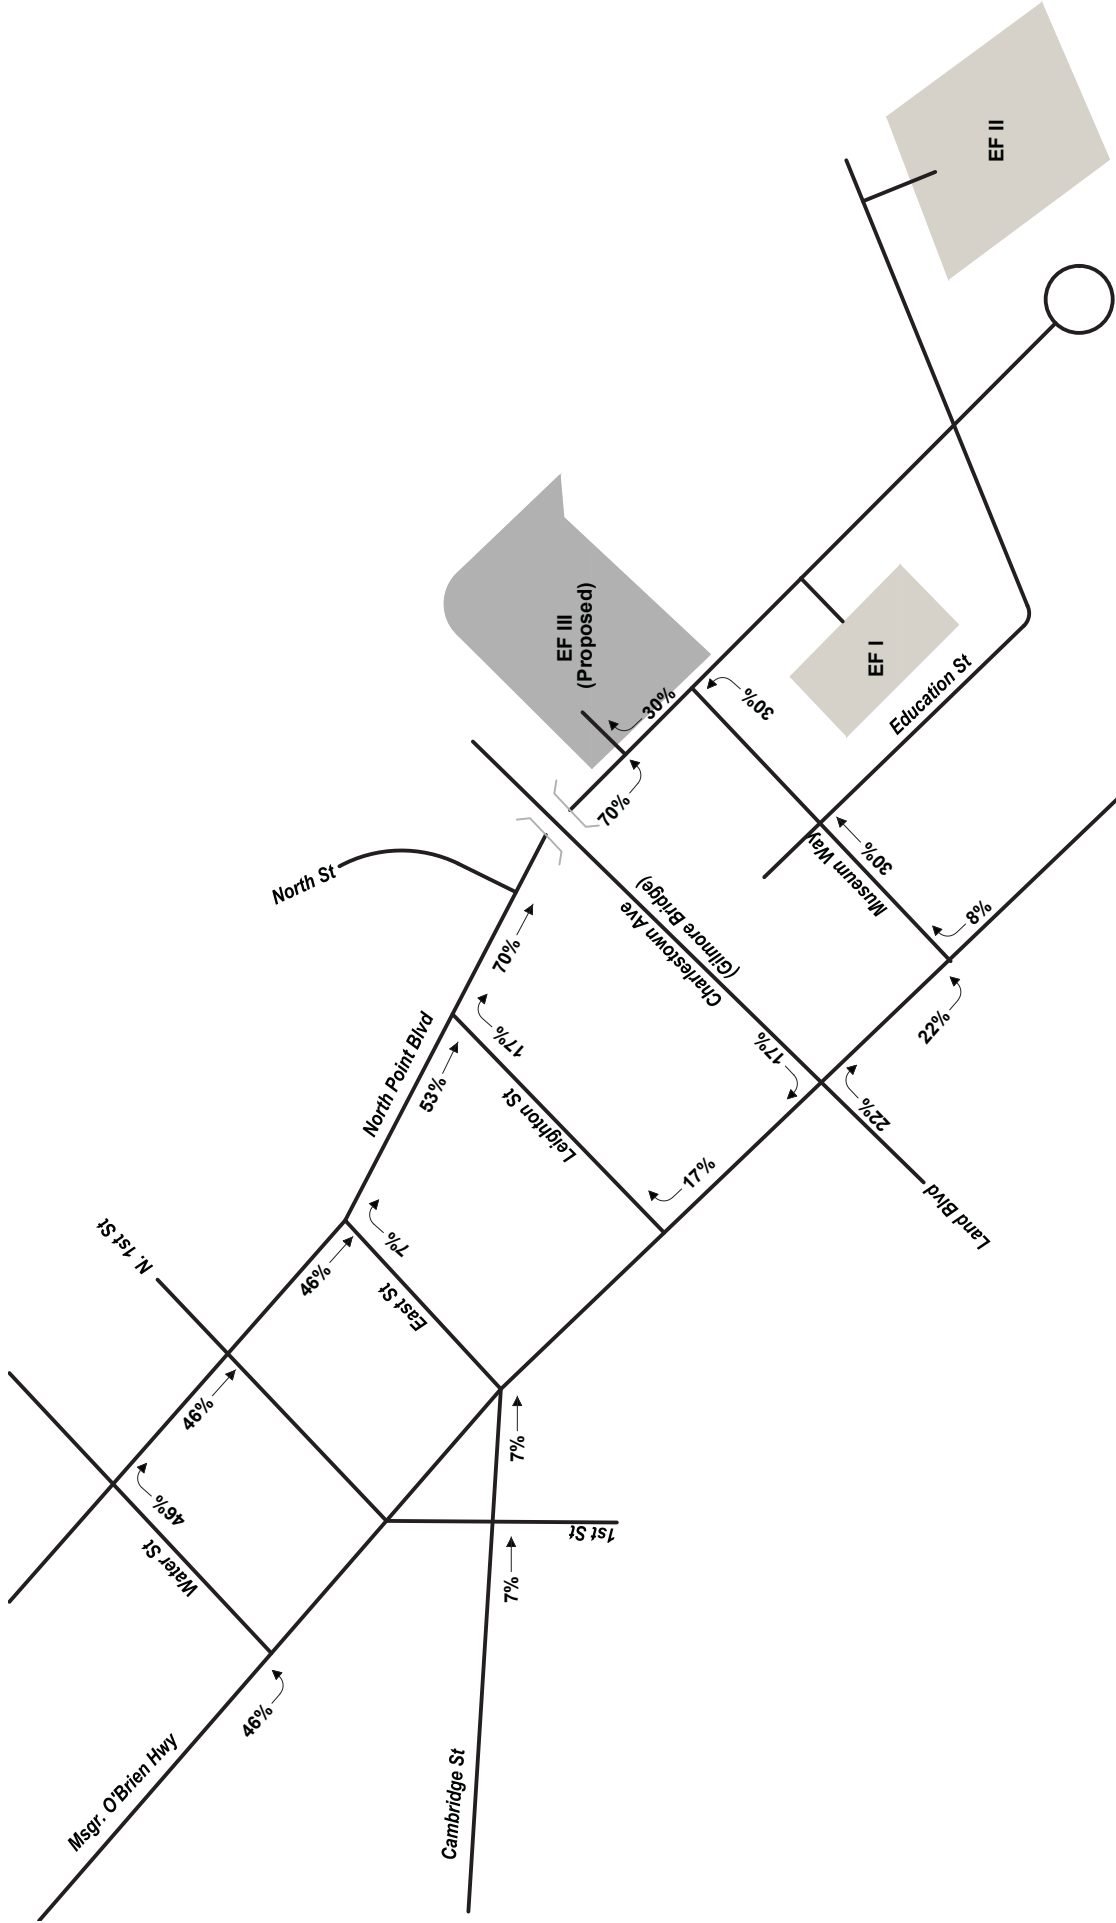 EF II
EF III
(Proposed)
EF I
30%
30%
Education St
70%
North St
30%
Museum Way
8%
Charlestown Ave
(Gilmore Bridge)
70%
22%
17%
17%
North Point Blvd
53%
22%
Leighton St
17%
Land Blvd
N. 1st St
7%
46%
East St
46%
7%
46%
1st St
Water St
7%
46%
Msgr. O'Brien Hwy
Cambridge St